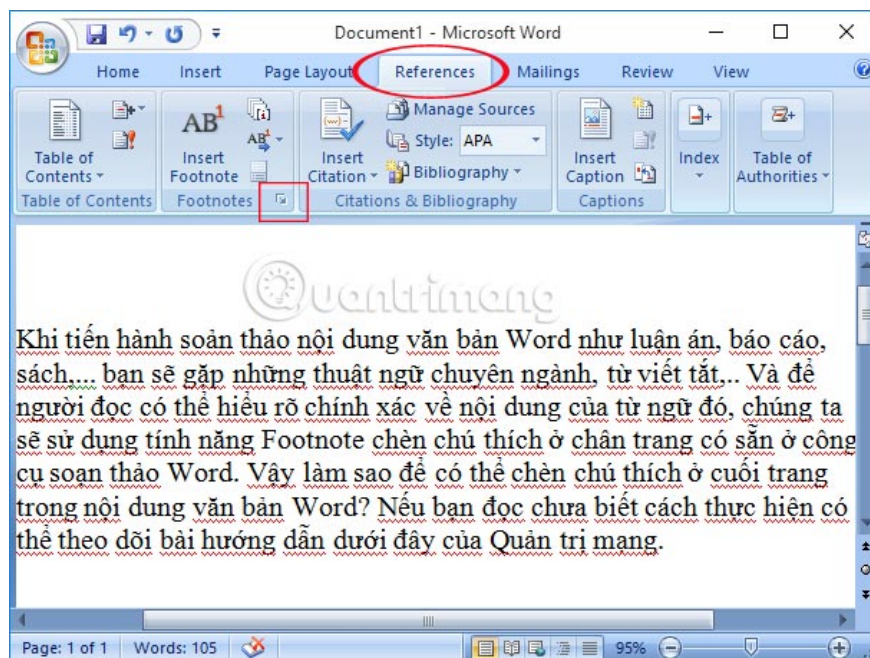 Document1 - Microsoft Word
Home Insert Page Layout References Mailings Review View
Table of Contents
AB1
Insert Footnote
AB
Insert Citation
Manage Sources
Style: APA
Bibliography
Insert Caption
Index
Table of Authorities
Table of Contents Footnotes Citations & Bibliography Captions
Quantrimang
Khi tiến hành soản thảo nội dung văn bản Word như luận án, báo cáo,
sách,... bạn sẽ gặp những thuật ngữ chuyên ngành, từ viết tắt,.. Và để
người đọc có thể hiểu rõ chính xác về nội dung của từ ngữ đó, chúng ta
sẽ sử dụng tính năng Footnote chèn chú thích ở chân trang có sẵn ở công
cụ soạn thảo Word. Vậy làm sao để có thể chèn chú thích ở cuối trang
trong nội dung văn bản Word? Nếu bạn đọc chưa biết cách thực hiện có
thể theo dõi bài hướng dẫn dưới đây của Quản trị mạng.
Page: 1 of 1 Words: 105 95%